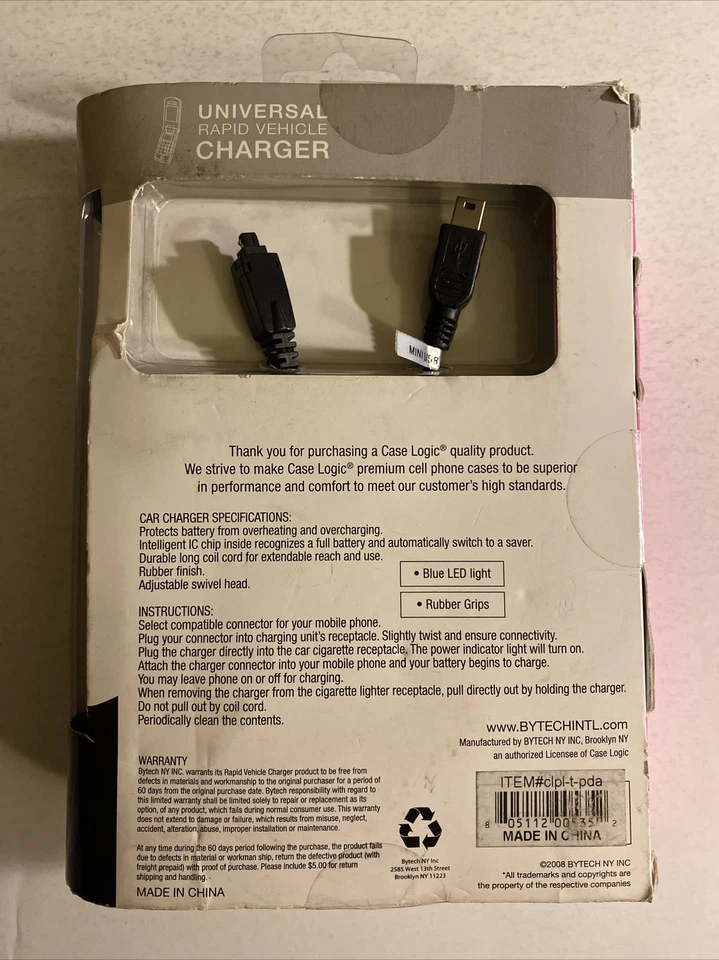 UNIVERSAL
RAPID VEHICLE
CHARGER
MINI USB
Thank you for purchasing a Case Logic® quality product.
We strive to make Case Logic® premium cell phone cases to be superior
in performance and comfort to meet our customer's high standards.
CAR CHARGER SPECIFICATIONS:
Protects battery from overheating and overcharging.
Intelligent IC chip inside recognizes a full battery and automatically switch to a saver.
Durable long coil cord for extendable reach and use.
Rubber finish.
Adjustable swivel head.
• Blue LED light
• Rubber Grips
INSTRUCTIONS:
Select compatible connector for your mobile phone.
Plug your connector into charging unit's receptacle. Slightly twist and ensure connectivity.
Plug the charger directly into the car cigarette receptacle. The power indicator light will turn on.
Attach the charger connector into your mobile phone and your battery begins to charge.
You may leave phone on or off for charging.
When removing the charger from the cigarette lighter receptacle, pull directly out by holding the charger.
Do not pull out by coil cord.
Periodically clean the contents.
www.BYTECHINTL.com
Manufactured by BYTECH NY INC, Brooklyn NY
an authorized Licensee of Case Logic
WARRANTY
Bytech NY INC. warrants its Rapid Vehicle Charger product to be free from
defects in materials and workmanship to the original purchaser for a period of
60 days from the original purchase date. Bytech responsibility with regard to
this limited warranty shall be limited solely to repair or replacement as its
option, of any product, which fails during normal consumer use. This warranty
does not extend to damage or failure, which results from misuse, neglect,
accident, alteration, abuse, improper installation or maintenance.
At any time during the 60 days period following the purchase, the product fails
due to defects in material or workman ship, return the defective product (with
freight prepaid) with proof of purchase. Please include $5.00 for return
shipping and handling. -
MADE IN CHINA
Bytech NY Inc
2585 West 13th Street
Brooklyn NY 11223
ITEM#clpl-t-pda
8 05112 00 35 2
MADE IN CHINA
©2008 BYTECH NY INC
*All trademarks and copyrights are
the property of the respective companies